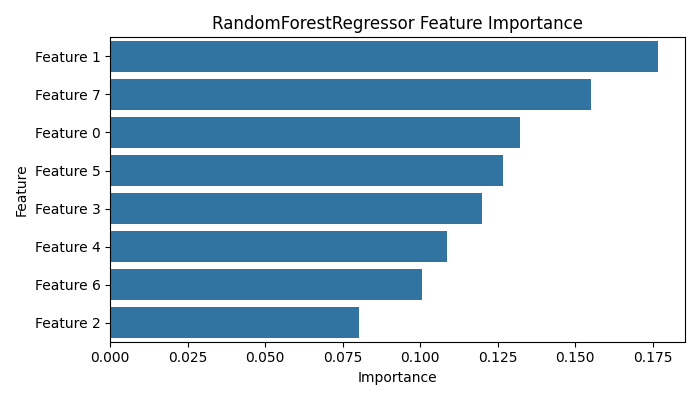 RandomForestRegressor Feature Importance
Feature 1
Feature 7
Feature 0
Feature 5
Feature 3
Feature 4
Feature 6
Feature 2
Feature
0.000 0.025 0.050 0.075 0.100 0.125 0.150 0.175
Importance